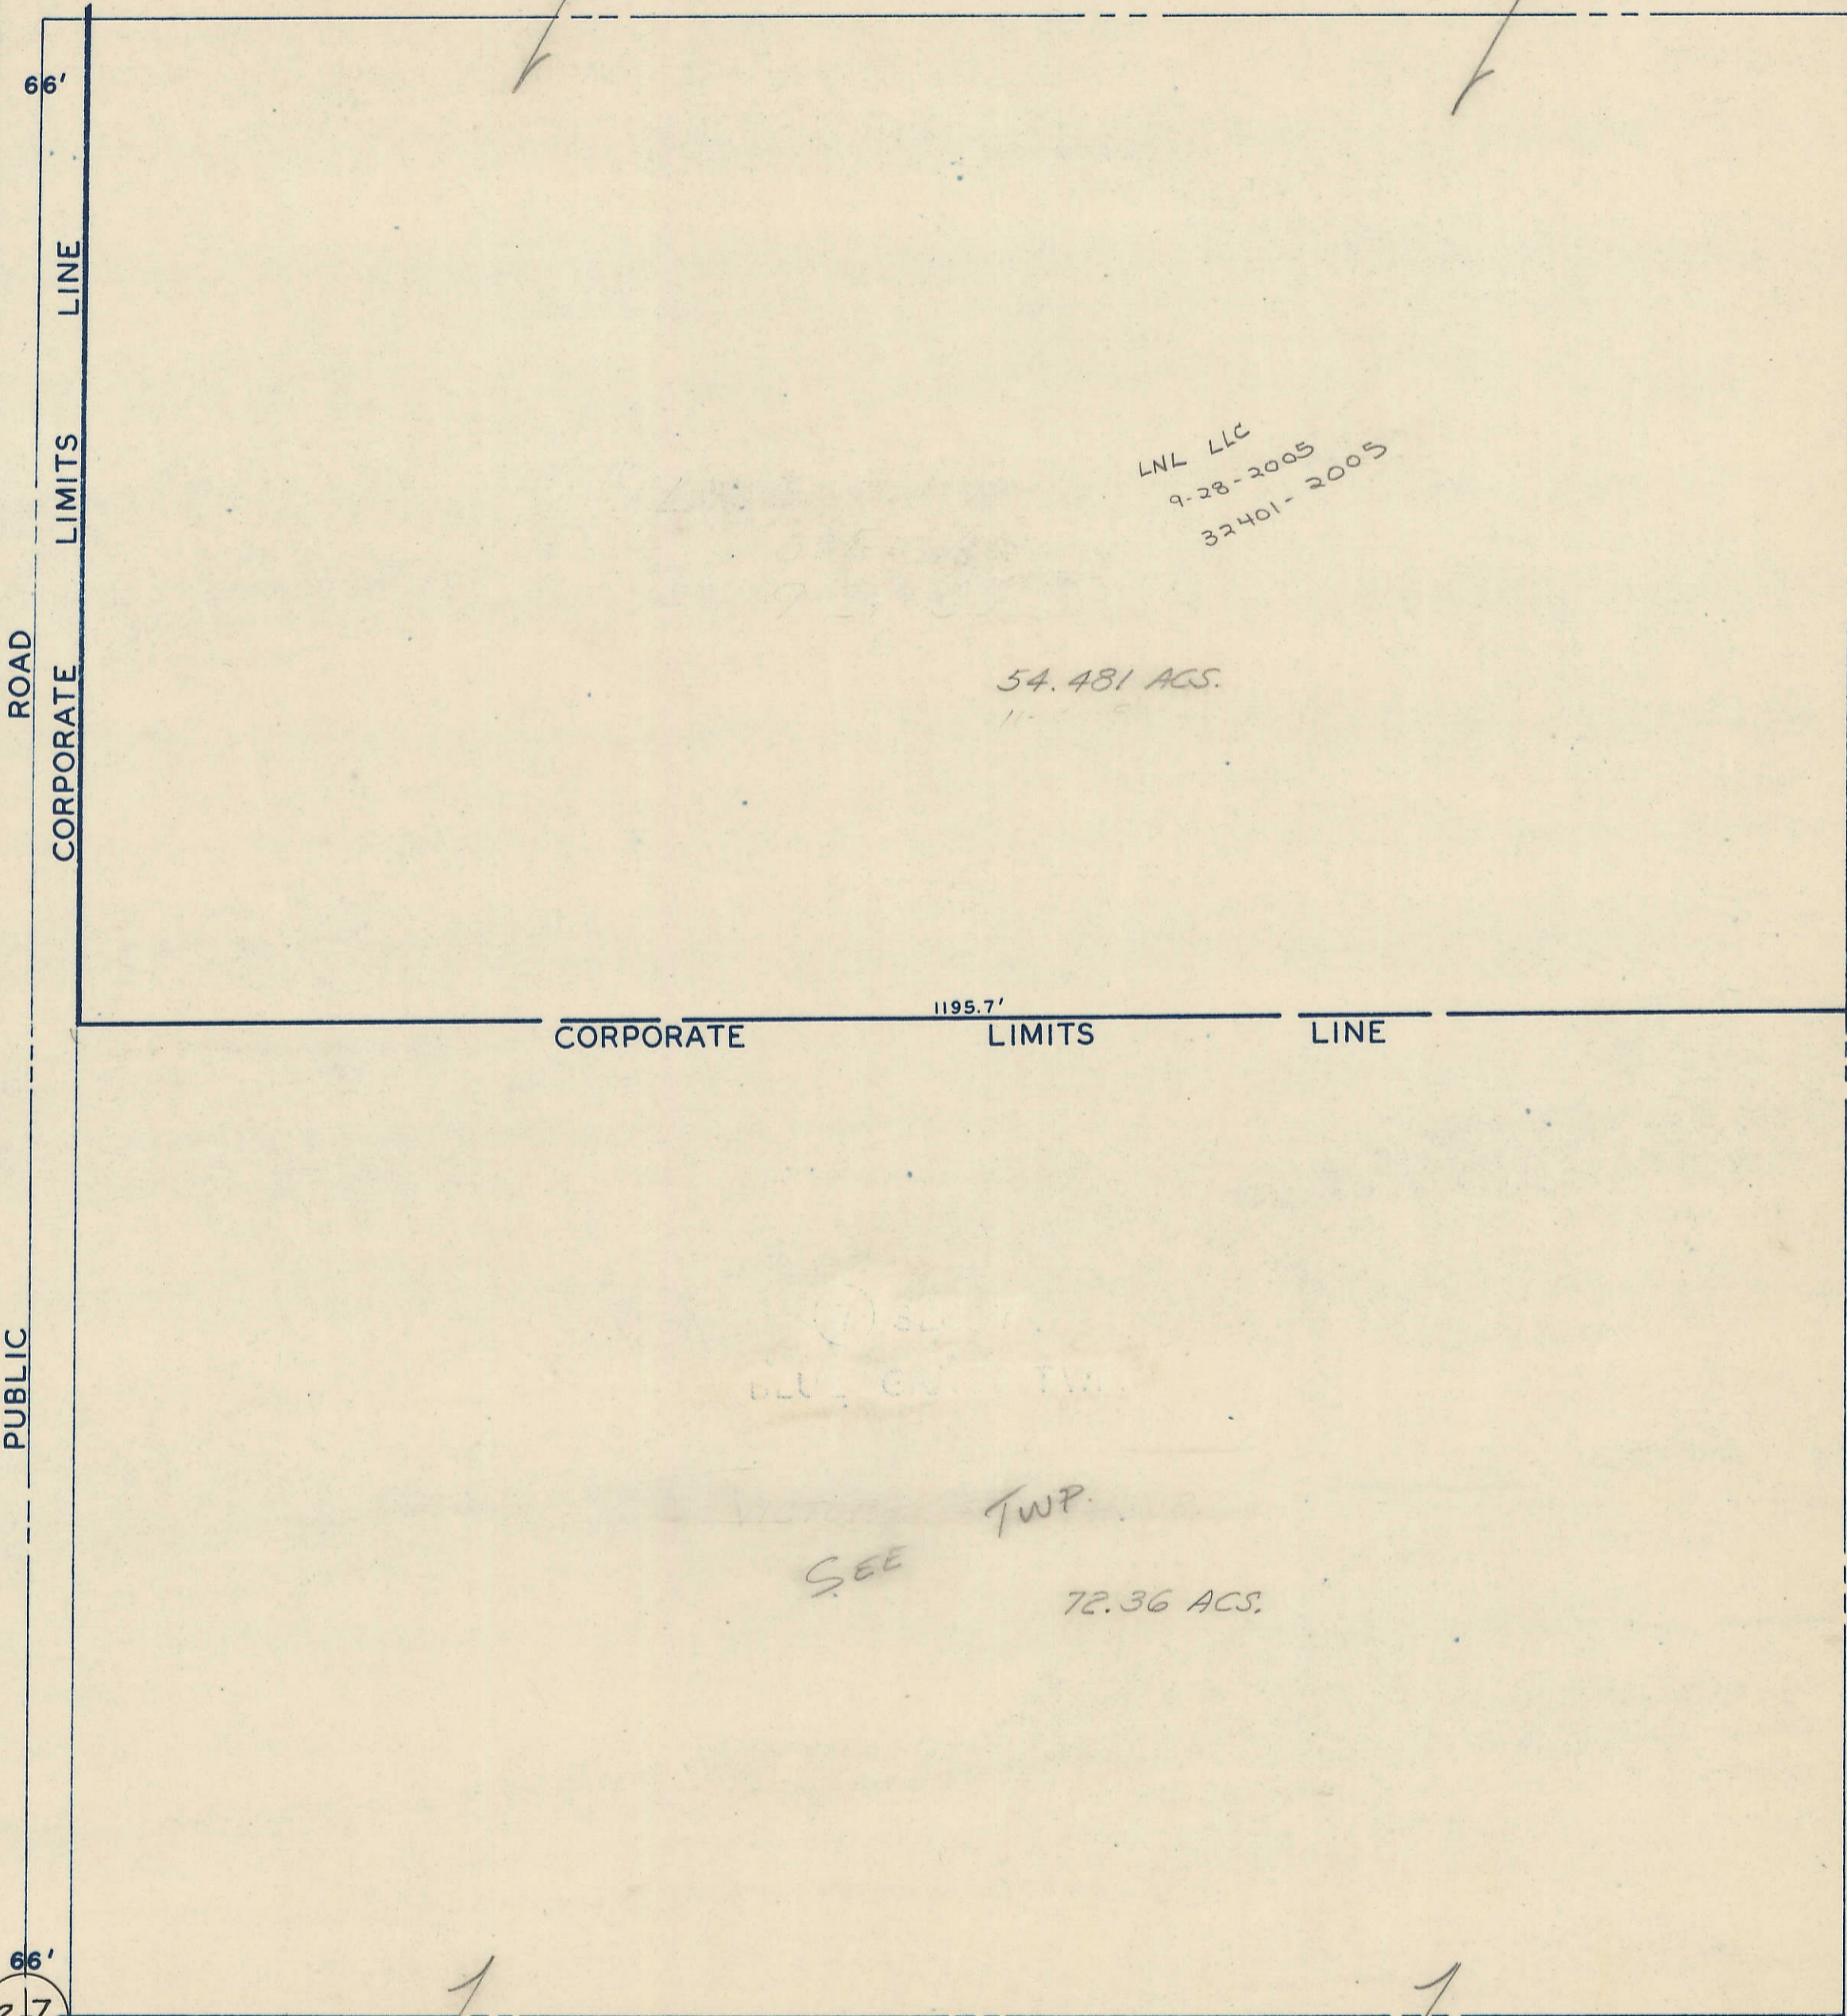 66'
CORPORATE LIMITS LINE
PUBLIC ROAD
LNL LLC
9-28-2005
32401-2005
54.481 ACS.
1195.7'
CORPORATE LIMITS LINE
TWP.
SEE
72.36 ACS.
66'
7